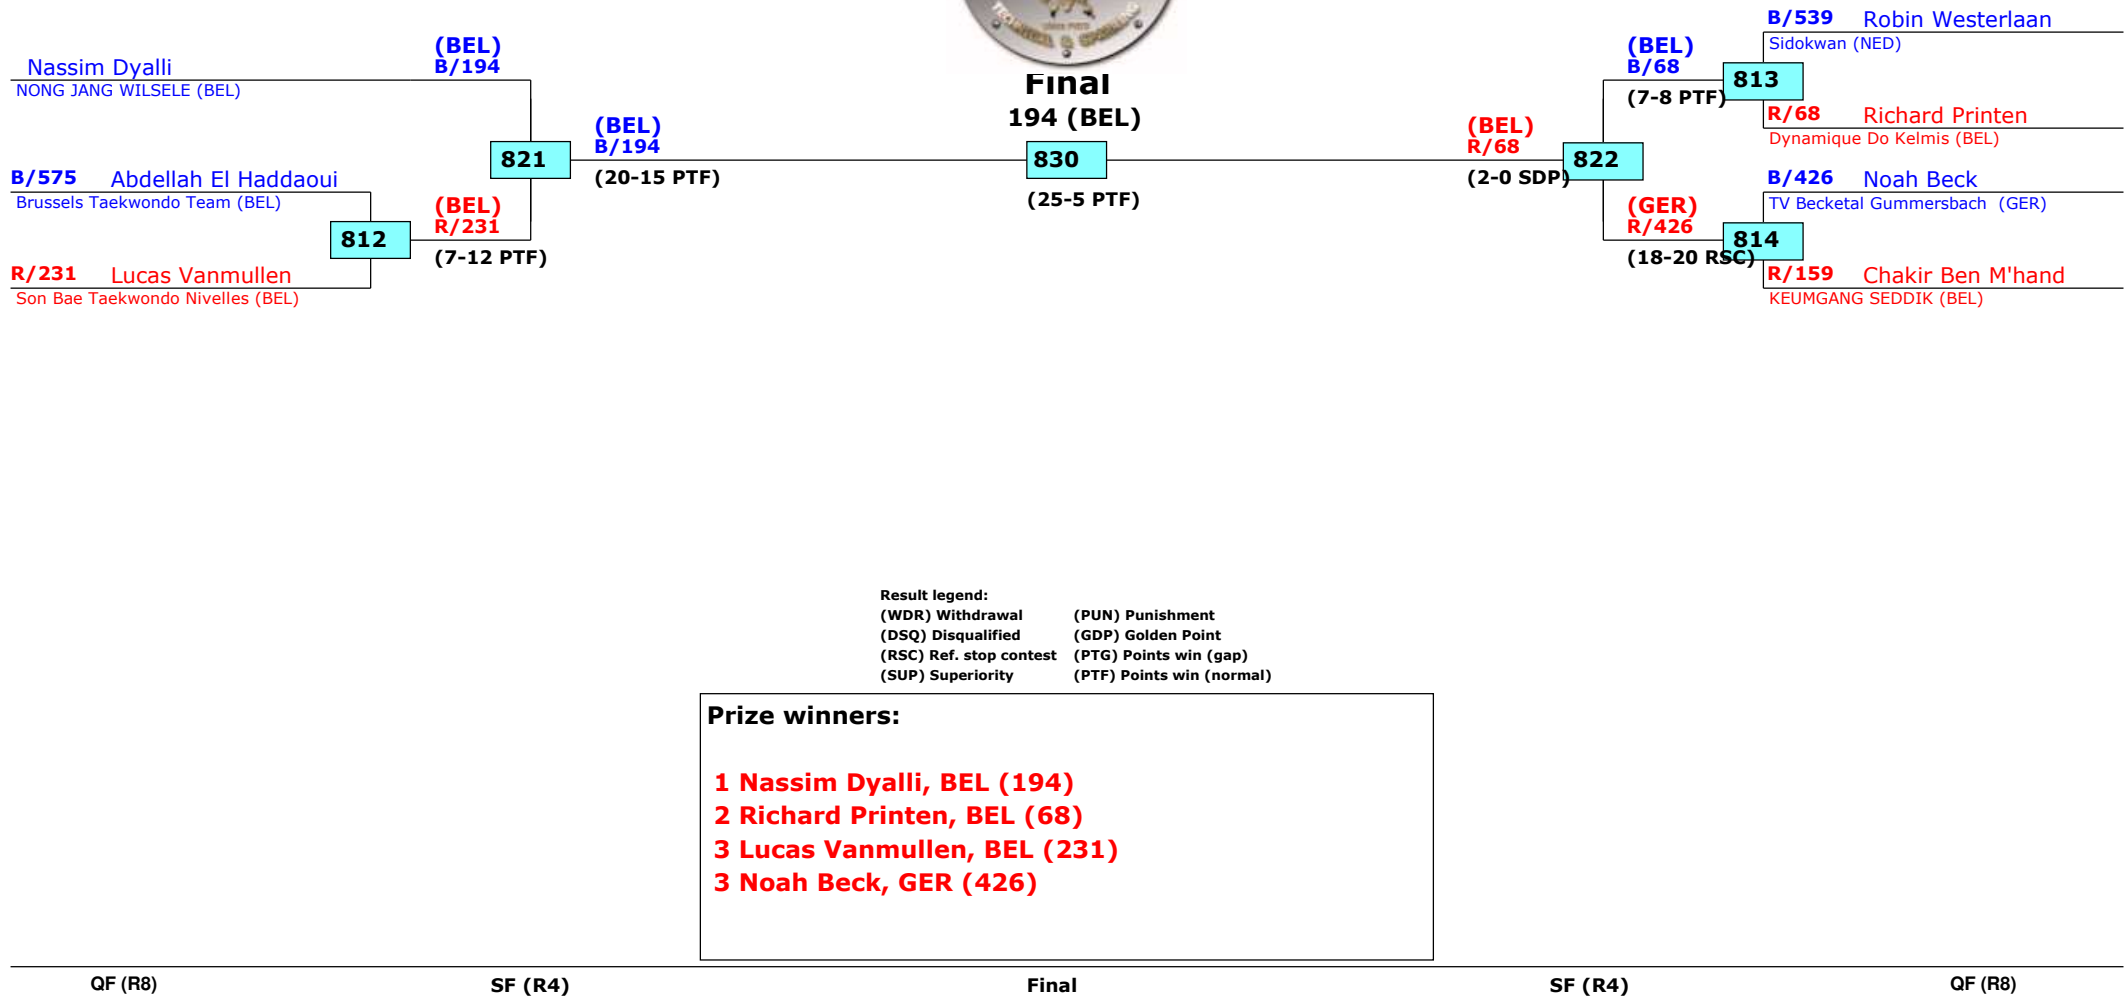 Nassim Dyalli
NONG JANG WILSELE (BEL)
(BEL)
B/194
B/575 Abdellah El Haddaoui
Brussels Taekwondo Team (BEL)
812
R/231 Lucas Vanmullen
Son Bae Taekwondo Nivelles (BEL)
(BEL)
R/231
(7-12 PTF)
821
(BEL)
B/194
(20-15 PTF)
Final
194 (BEL)
830
(25-5 PTF)
(BEL)
R/68
(2-0 SDP)
822
(BEL)
B/68
(7-8 PTF)
813
B/539 Robin Westerlaan
Sidokwan (NED)
R/68 Richard Printen
Dynamique Do Kelmis (BEL)
(GER)
R/426
(18-20 RSC)
814
B/426 Noah Beck
TV Becketal Gummersbach (GER)
R/159 Chakir Ben M'hand
KEUMGANG SEDDIK (BEL)
Result legend:
(WDR) Withdrawal (PUN) Punishment
(DSQ) Disqualified (GDP) Golden Point
(RSC) Ref. stop contest (PTG) Points win (gap)
(SUP) Superiority (PTF) Points win (normal)
Prize winners:
1 Nassim Dyalli, BEL (194)
2 Richard Printen, BEL (68)
3 Lucas Vanmullen, BEL (231)
3 Noah Beck, GER (426)
QF (R8) SF (R4) Final SF (R4) QF (R8)